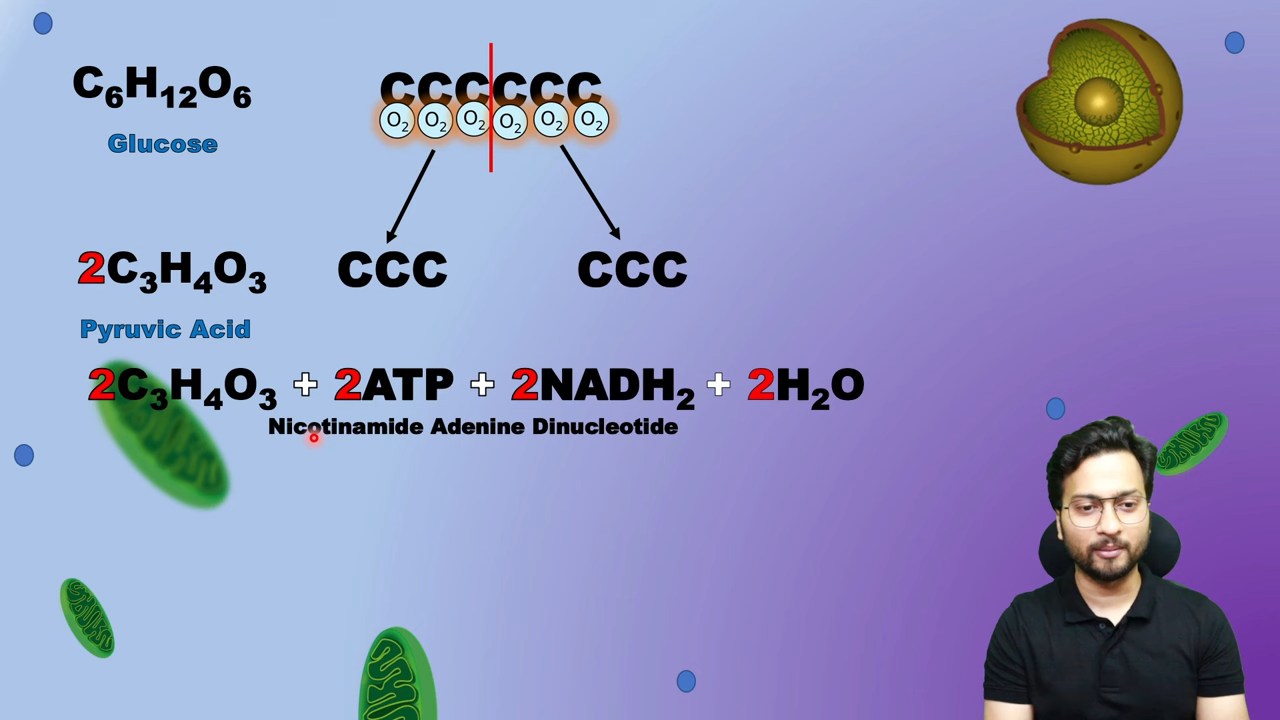 C₆H₁₂O₆
Glucose
CCCCCC
O₂ O₂ O₂ O₂ O₂ O₂
2C₃H₄O₃ CCC CCC
Pyruvic Acid
2C₃H₄O₃ + 2ATP + 2NADH₂ + 2H₂O
Nicotinamide Adenine Dinucleotide